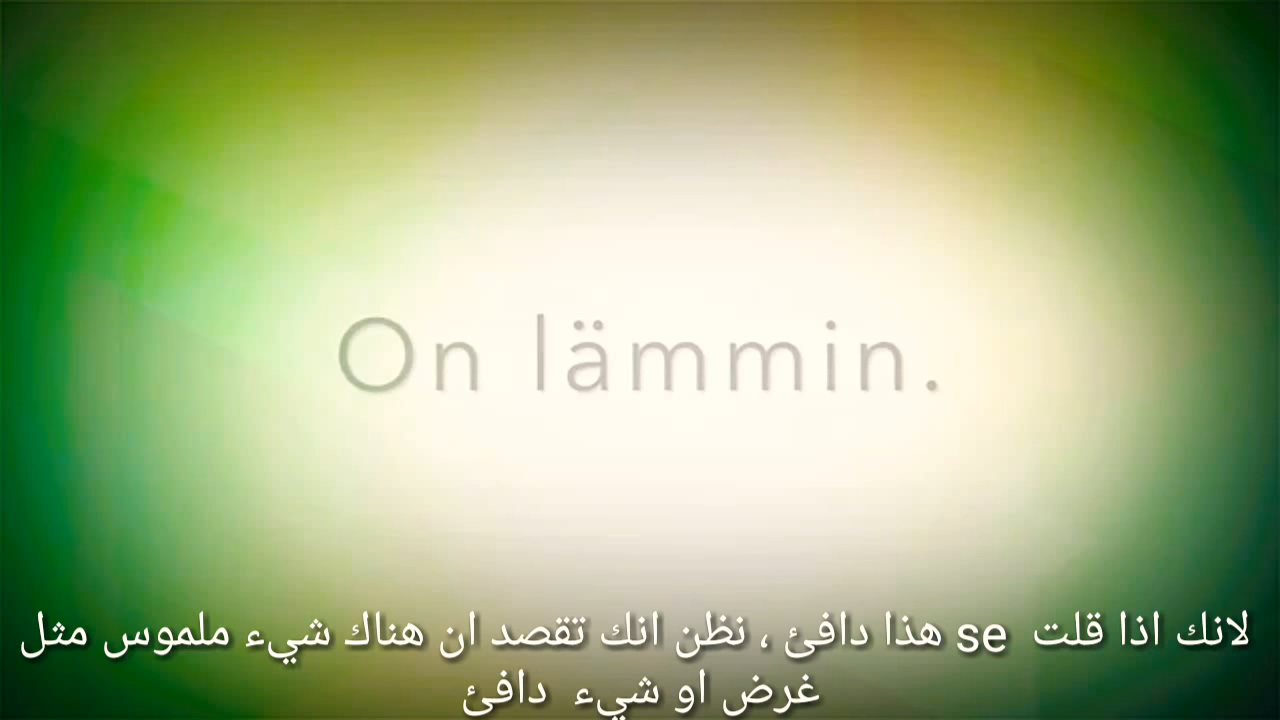 On lämmin.
لانك اذا قلت se هذا دافئ ، نظن انك تقصد ان هناك شيء ملموس مثل
غرض او شيء دافئ